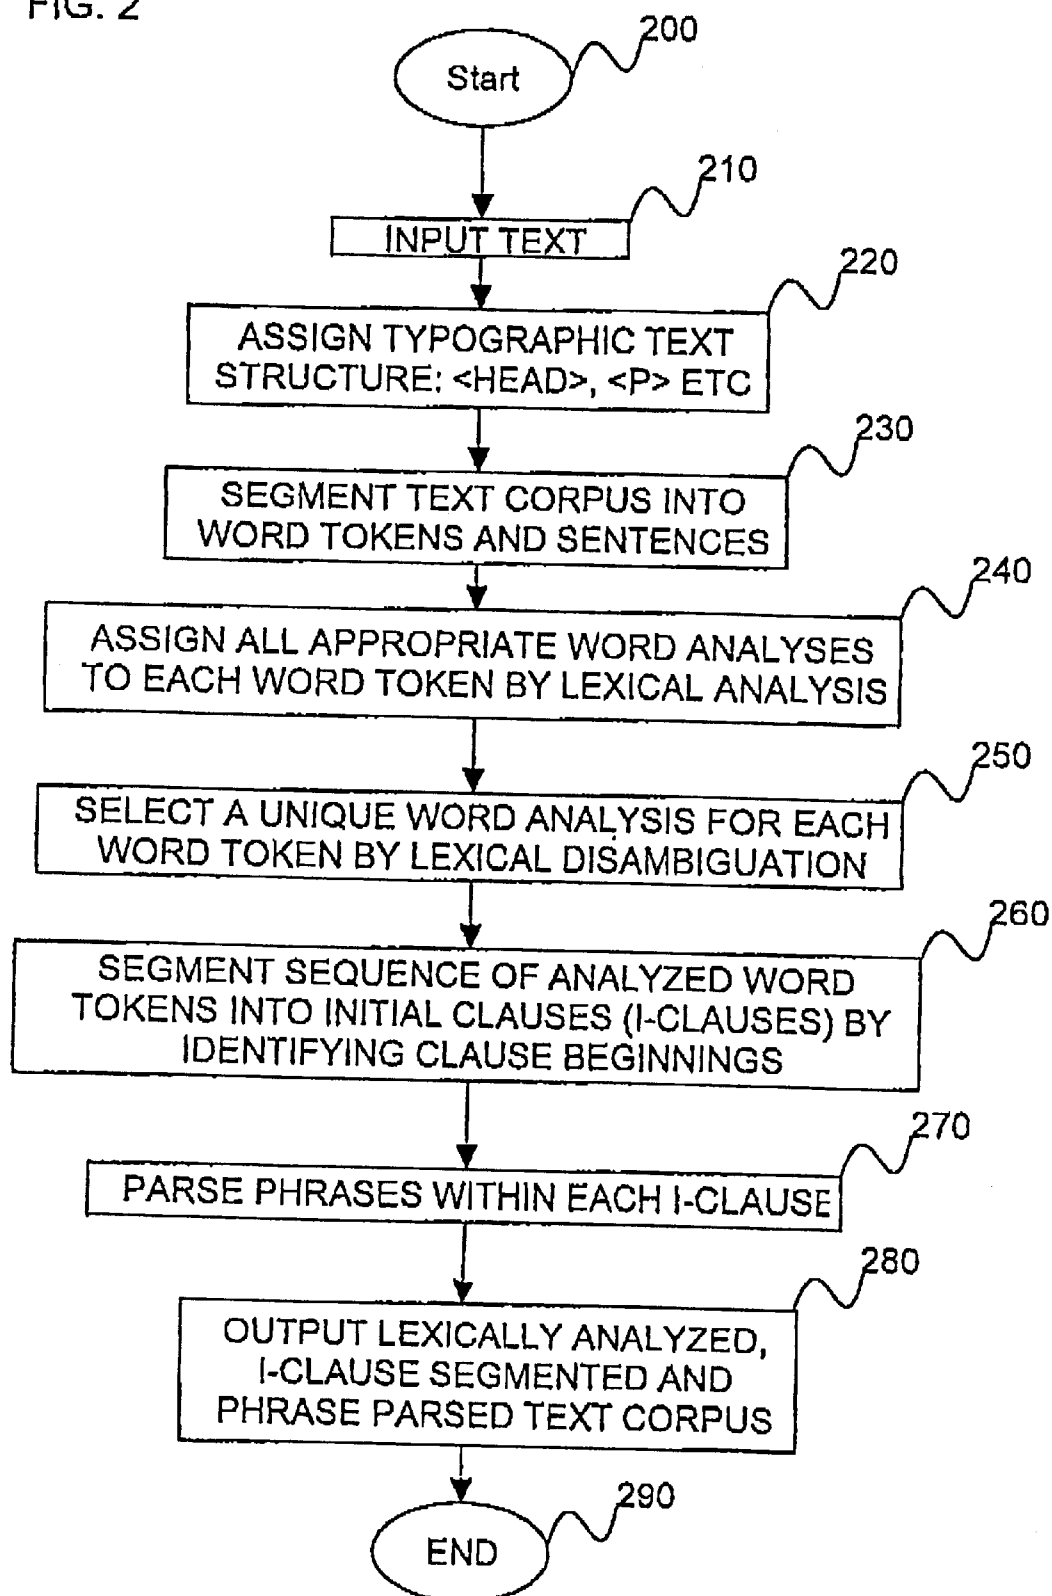 FIG. 2
200
Start
210
INPUT TEXT
220
ASSIGN TYPOGRAPHIC TEXT
STRUCTURE: <HEAD>, <P> ETC
230
SEGMENT TEXT CORPUS INTO
WORD TOKENS AND SENTENCES
240
ASSIGN ALL APPROPRIATE WORD ANALYSES
TO EACH WORD TOKEN BY LEXICAL ANALYSIS
250
SELECT A UNIQUE WORD ANALYSIS FOR EACH
WORD TOKEN BY LEXICAL DISAMBIGUATION
260
SEGMENT SEQUENCE OF ANALYZED WORD
TOKENS INTO INITIAL CLAUSES (I-CLAUSES) BY
IDENTIFYING CLAUSE BEGINNINGS
270
PARSE PHRASES WITHIN EACH I-CLAUSE
280
OUTPUT LEXICALLY ANALYZED,
I-CLAUSE SEGMENTED AND
PHRASE PARSED TEXT CORPUS
290
END